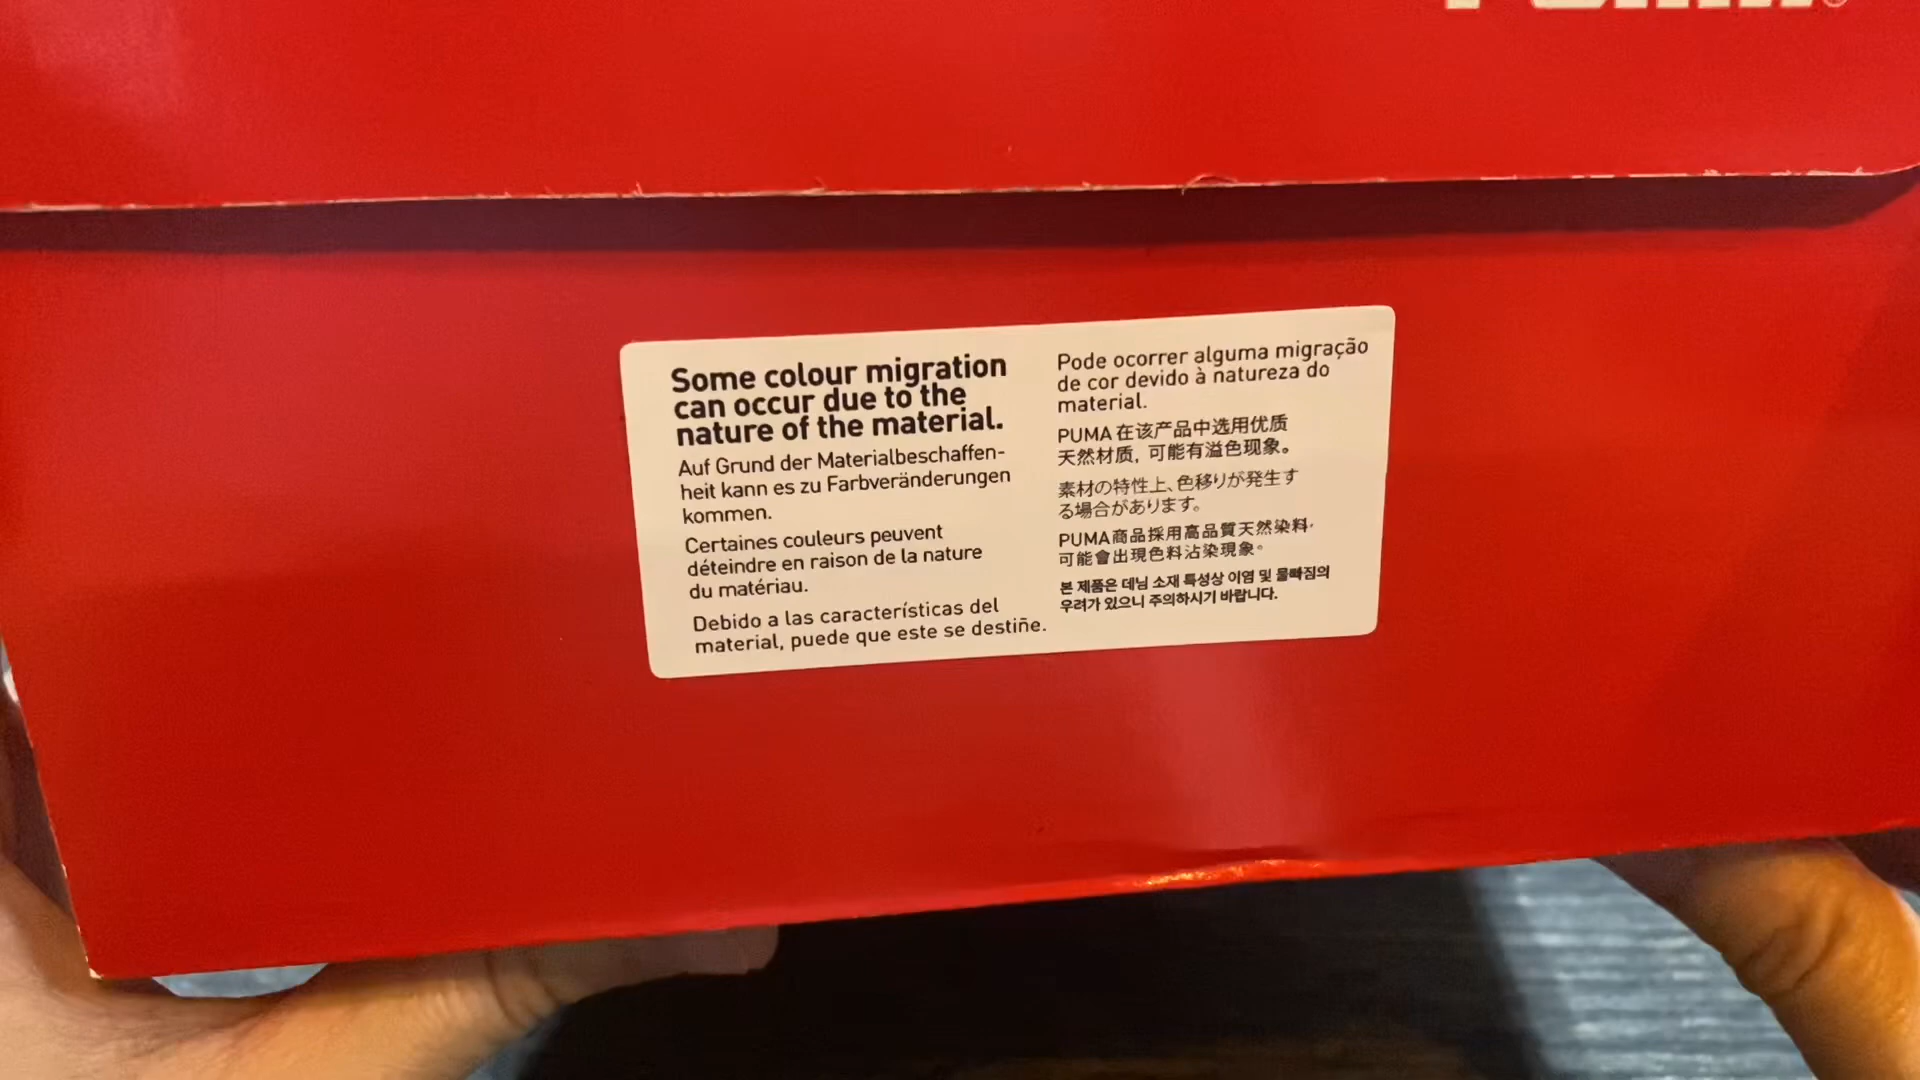 PUMA®
Some colour migration
can occur due to the
nature of the material.
Auf Grund der Materialbeschaffen-
heit kann es zu Farbveränderungen
kommen.
Certaines couleurs peuvent
déteindre en raison de la nature
du matériau.
Debido a las características del
material, puede que este se destiñe.
Pode ocorrer alguma migração
de cor devido à natureza do
material.
PUMA在该产品中选用优质
天然材质, 可能有溢色现象。
素材の特性上、色移りが発生す
る場合があります。
PUMA商品採用高品質天然染料,
可能會出現色料沾染現象。
본 제품은 데님 소재 특성상 이염 및 물빠짐의
우려가 있으니 주의하시기 바랍니다.